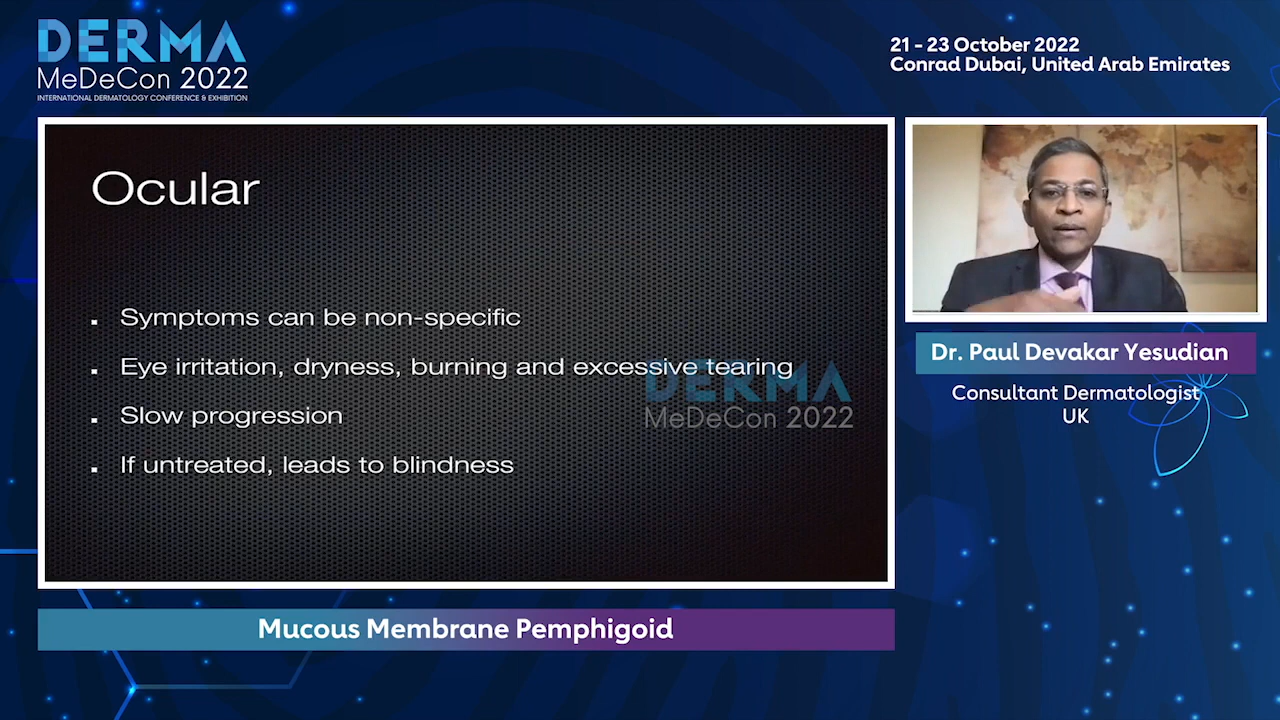 DERMA
MeDeCon 2022
INTERNATIONAL DERMATOLOGY CONFERENCE & EXHIBITION
21 - 23 October 2022
Conrad Dubai, United Arab Emirates
Ocular
Symptoms can be non-specific
Eye irritation, dryness, burning and excessive tearing
Slow progression
If untreated, leads to blindness
DERMA
MeDeCon 2022
Dr. Paul Devakar Yesudian
Consultant Dermatologist
UK
Mucous Membrane Pemphigoid